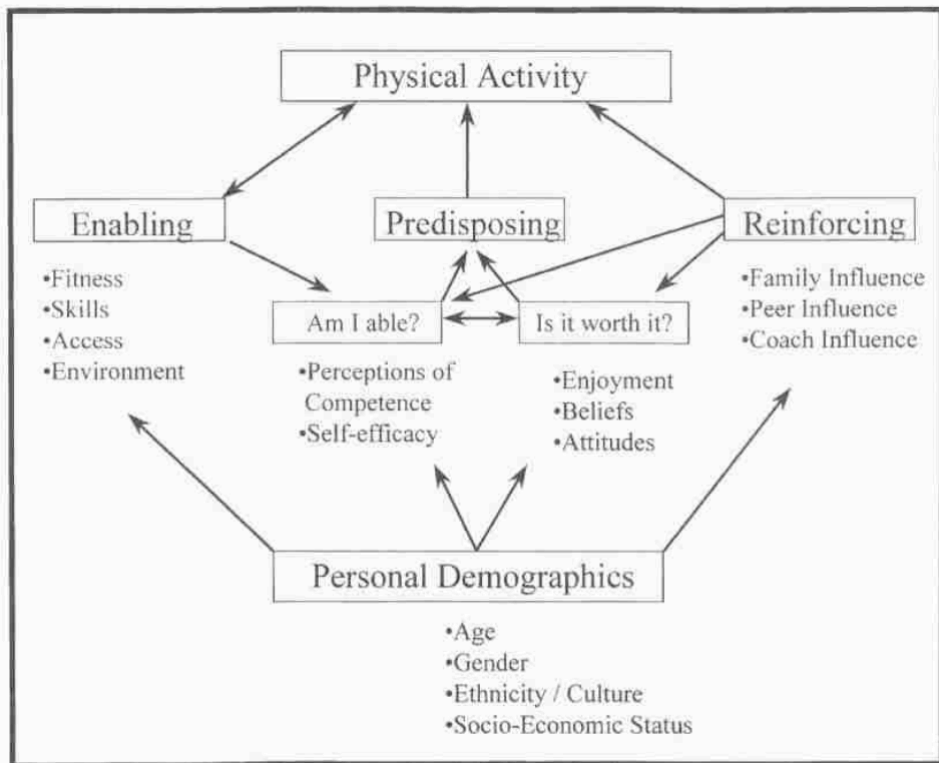 Physical Activity
Enabling
•Fitness
•Skills
•Access
•Environment
Predisposing
Am I able?
•Perceptions of
Competence
•Self-efficacy
Is it worth it?
•Enjoyment
•Beliefs
•Attitudes
Reinforcing
•Family Influence
•Peer Influence
•Coach Influence
Personal Demographics
•Age
•Gender
•Ethnicity / Culture
•Socio-Economic Status